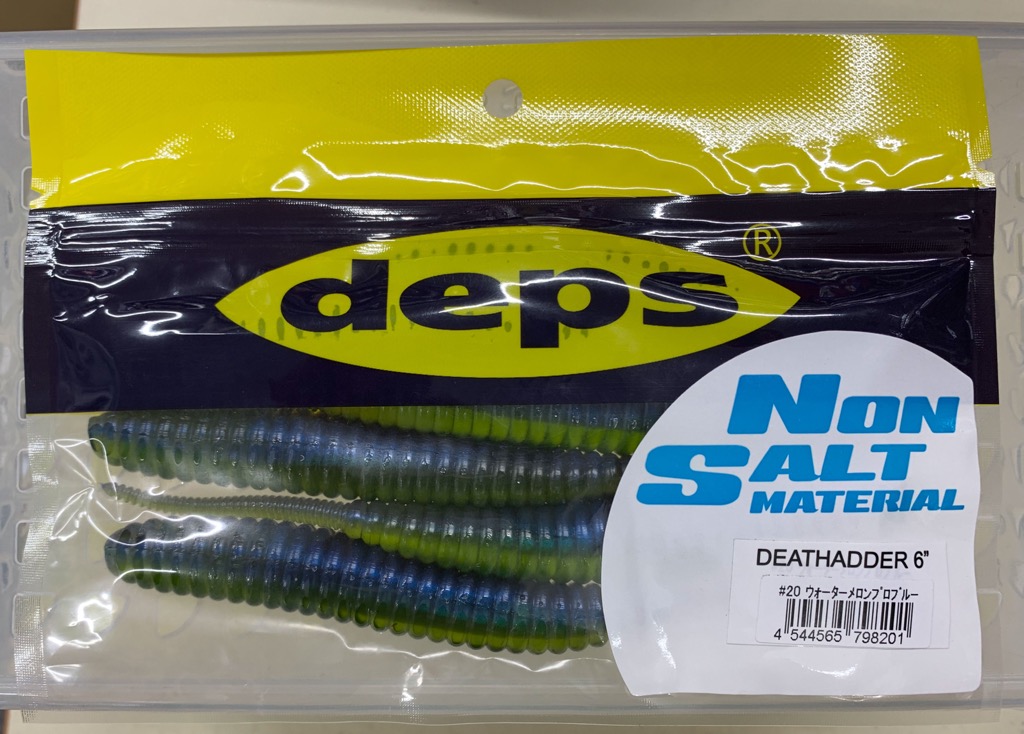 deps®
NON
SALT
MATERIAL
DEATHADDER 6”
#20 ウォーターメロンプロブルー
4 544565 798201